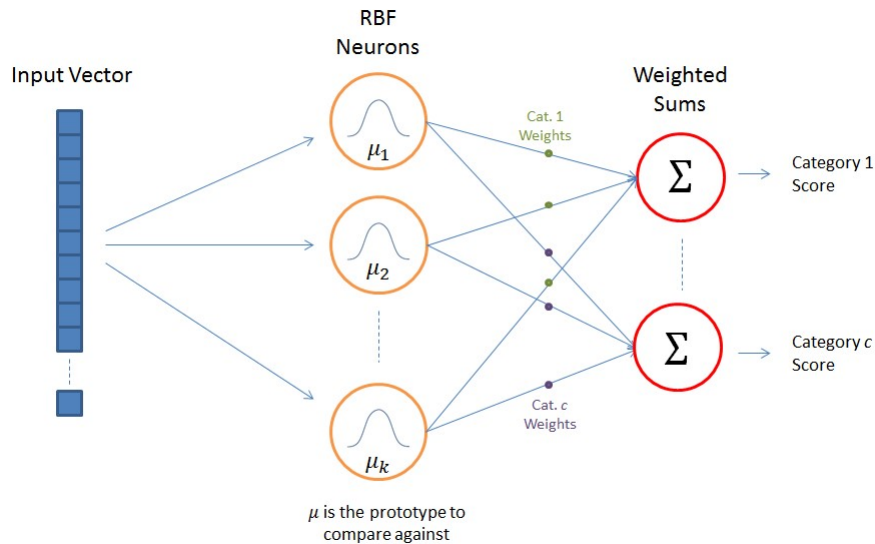 RBF
Neurons
Input Vector
Weighted
Sums
Cat. 1
Weights
μ1
Σ
Category 1
Score
μ2
Σ
Category c
Score
Cat. c
Weights
μk
μ is the prototype to
compare against